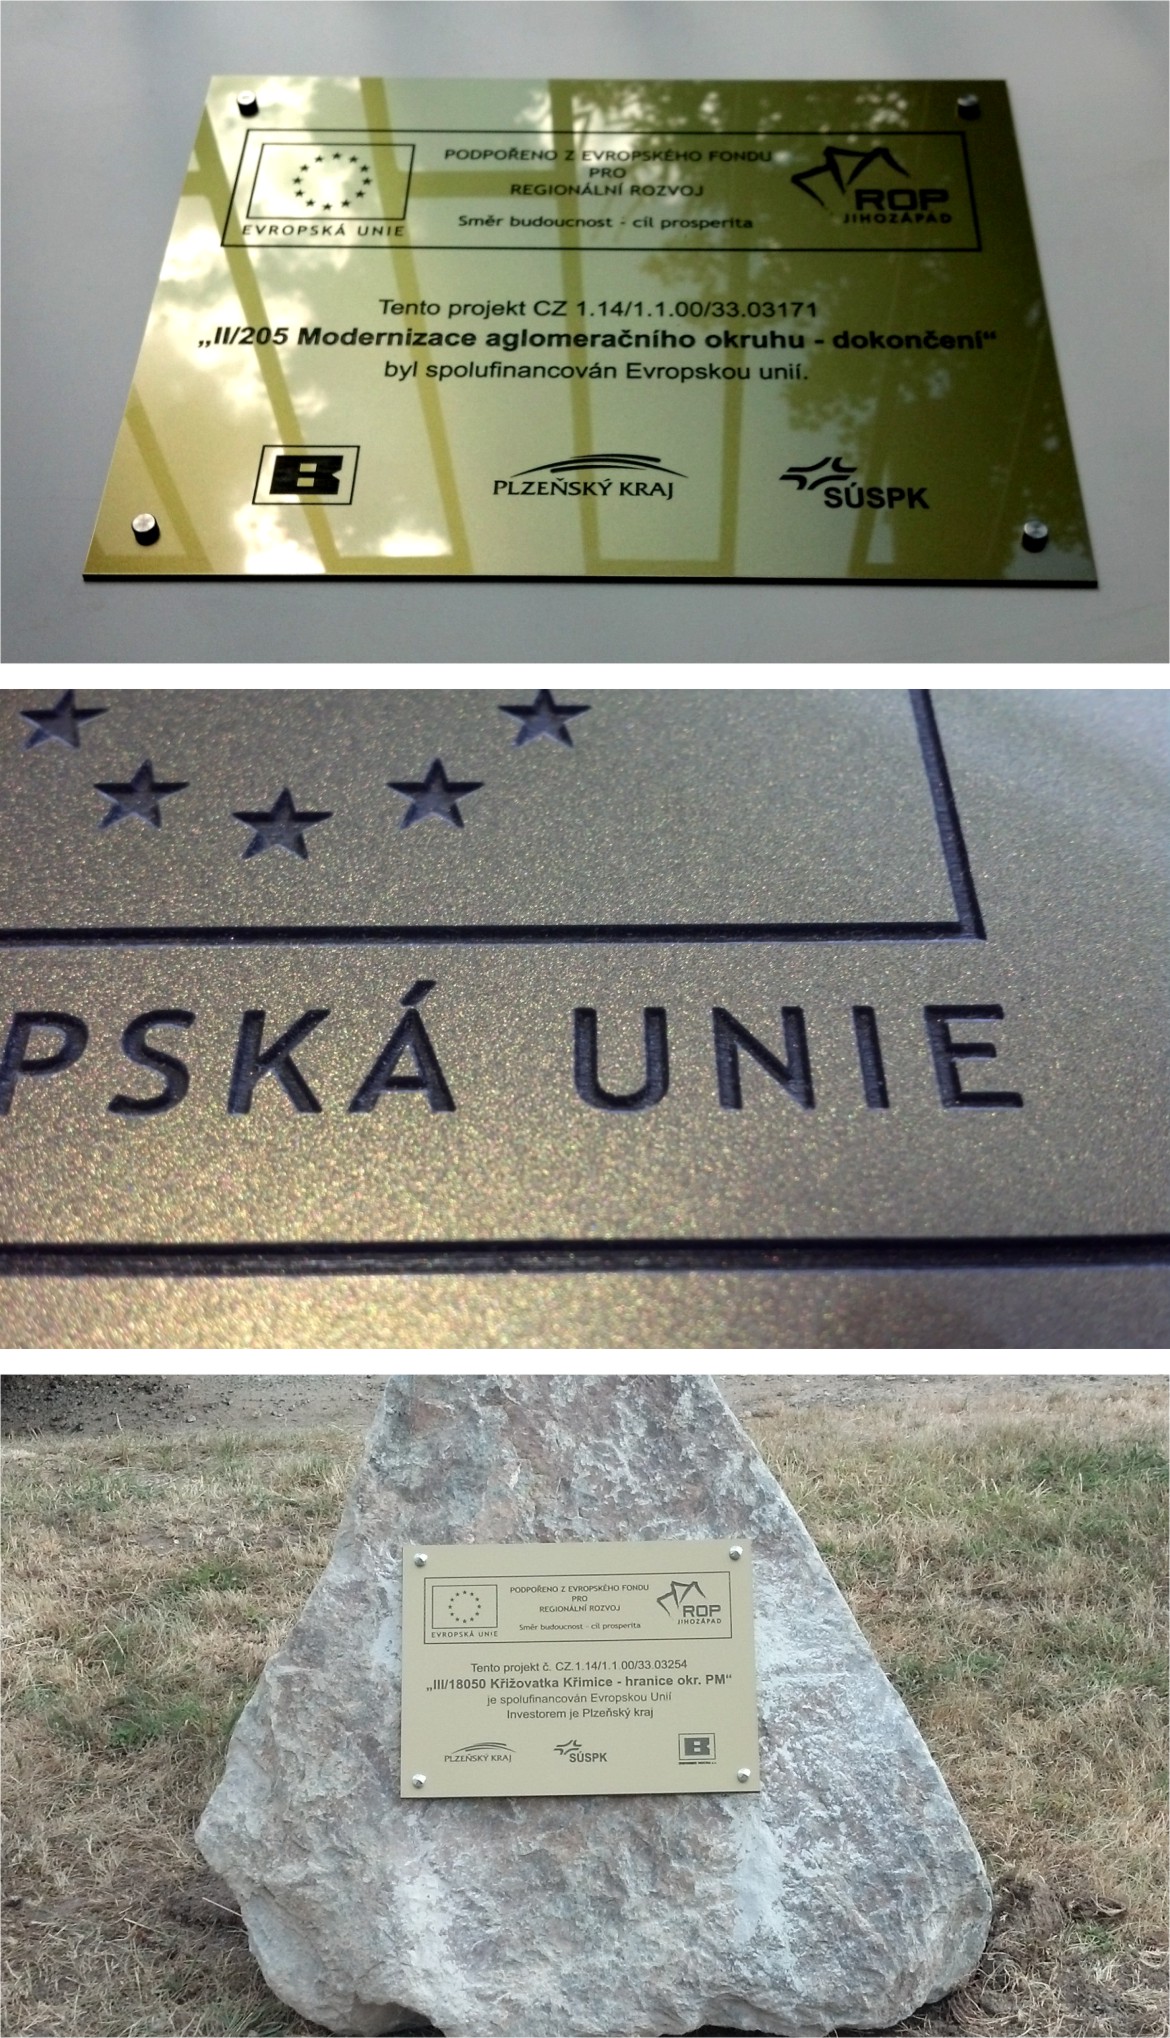 PODPOŘENO Z EVROPSKÉHO FONDU
PRO
REGIONÁLNÍ ROZVOJ
Směr budoucnost - cíl prosperita
EVROPSKÁ UNIE
ROP
JIHOZÁPAD
Tento projekt CZ 1.14/1.1.00/33.03171
„II/205 Modernizace aglomeračního okruhu - dokončení“
byl spolufinancován Evropskou unií.
B
PLZEŇSKÝ KRAJ
SÚSPK
PSKÁ UNIE
PODPOŘENO Z EVROPSKÉHO FONDU
PRO
REGIONÁLNÍ ROZVOJ
Směr budoucnost - cíl prosperita
EVROPSKÁ UNIE
ROP
JIHOZÁPAD
Tento projekt č. CZ.1.14/1.1.00/33.03254
„III/18050 Křižovatka Křimice - hranice okr. PM“
je spolufinancován Evropskou Unií
Investorem je Plzeňský kraj
PLZEŇSKÝ KRAJ
SÚSPK
B